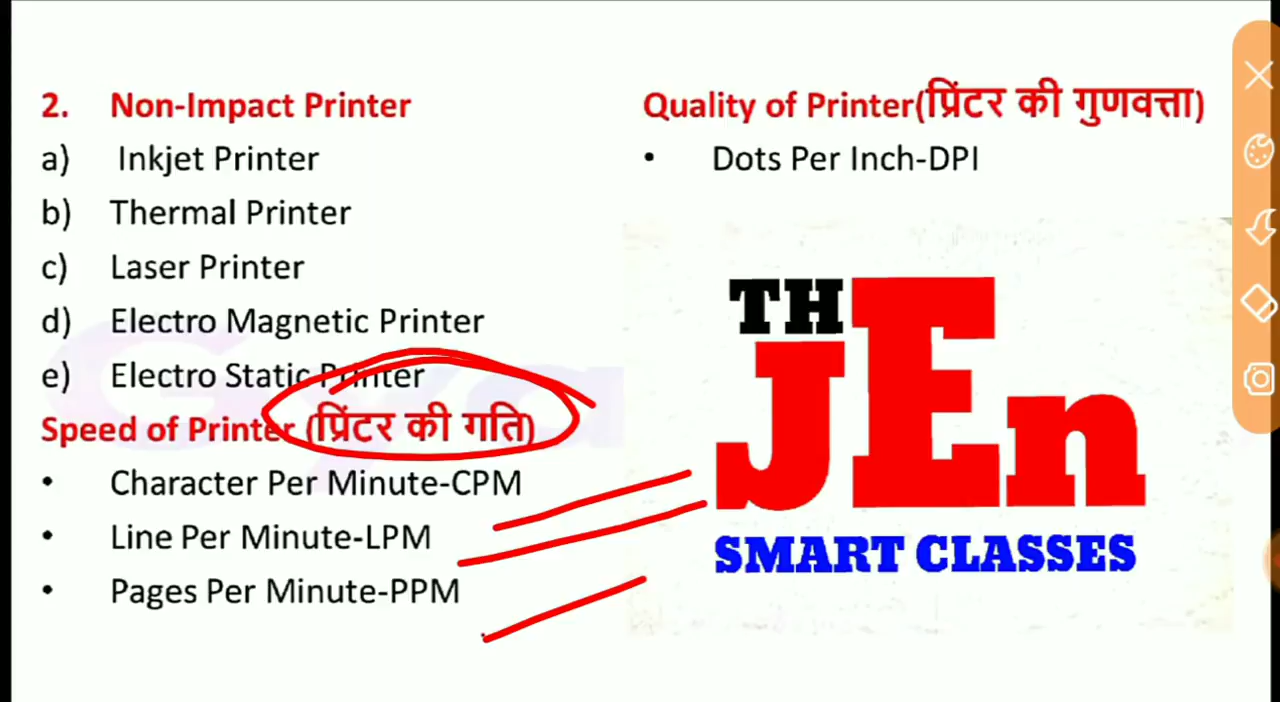 2. Non-Impact Printer
a) Inkjet Printer
b) Thermal Printer
c) Laser Printer
d) Electro Magnetic Printer
e) Electro Static Printer
Speed of Printer (प्रिंटर की गति)
• Character Per Minute-CPM
• Line Per Minute-LPM
• Pages Per Minute-PPM
Quality of Printer(प्रिंटर की गुणवत्ता)
• Dots Per Inch-DPI
TH
JEn
SMART CLASSES